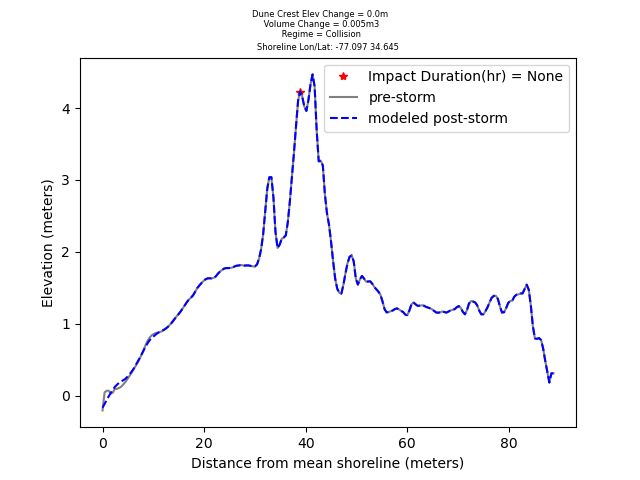 Dune Crest Elev Change = 0.0m
Volume Change = 0.005m3
Regime = Collision
Shoreline Lon/Lat: -77.097 34.645
Impact Duration(hr) = None
pre-storm
modeled post-storm
Elevation (meters)
4
3
2
1
0
0 20 40 60 80
Distance from mean shoreline (meters)